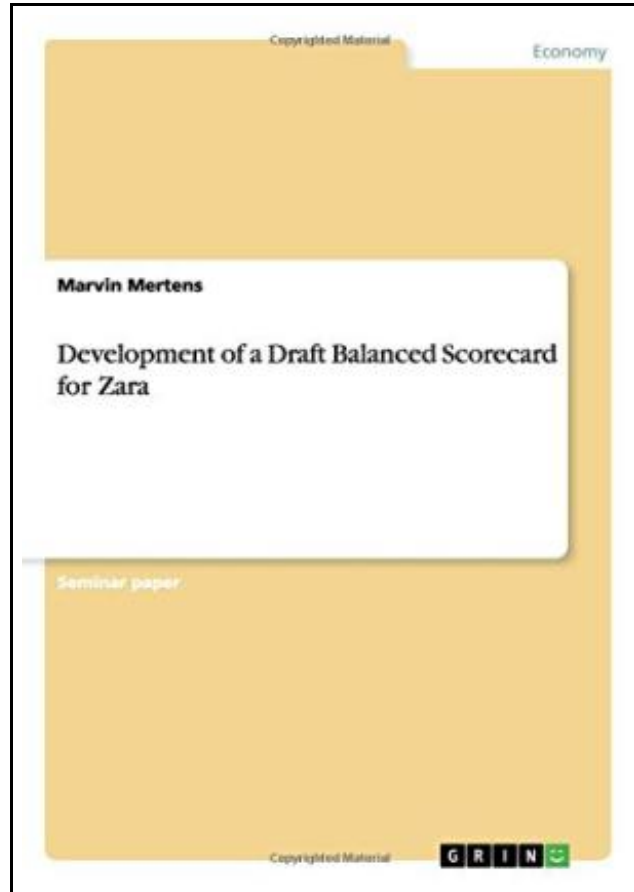 Copyrighted Material
Economy
Marvin Mertens
Development of a Draft Balanced Scorecard
for Zara
Seminar paper
Copyrighted Material
GRIN